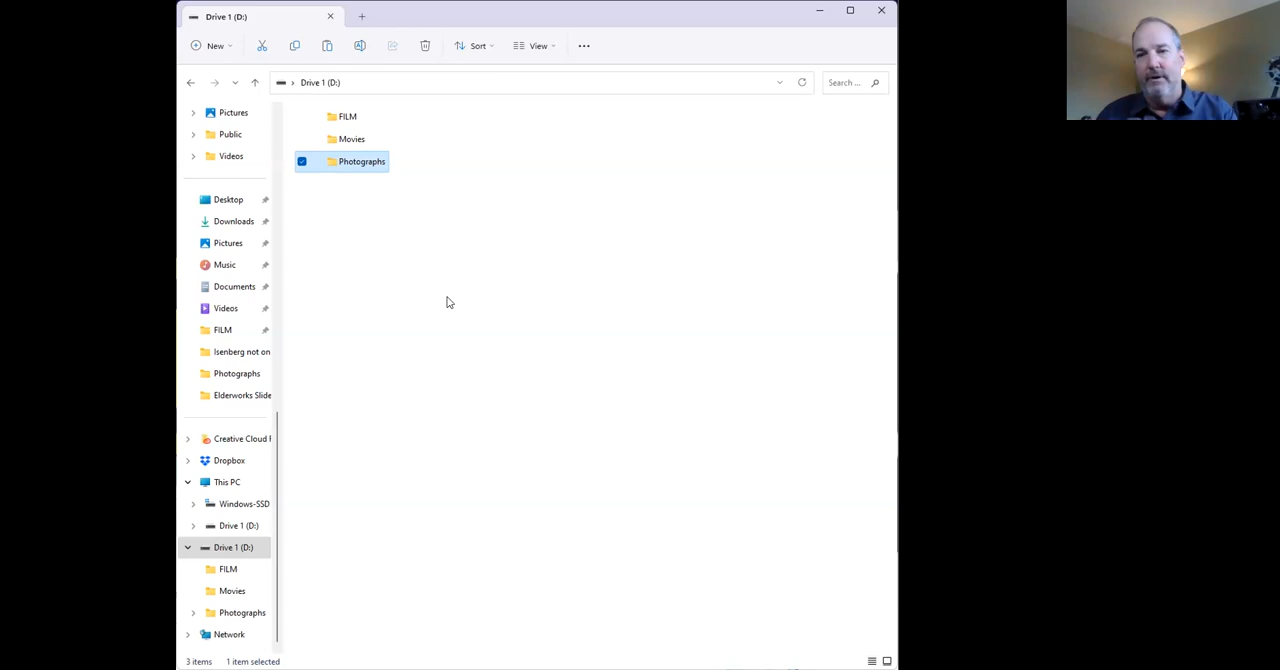 Drive 1 (D:)
New
Sort
View
Drive 1 (D:)
Search ...
Pictures
Public
Videos
Desktop
Downloads
Pictures
Music
Documents
Videos
FILM
Isenberg not on
Photographs
Elderworks Slide
Creative Cloud F
Dropbox
This PC
Windows-SSD
Drive 1 (D:)
Drive 1 (D:)
FILM
Movies
Photographs
Network
FILM
Movies
Photographs
3 items
1 item selected